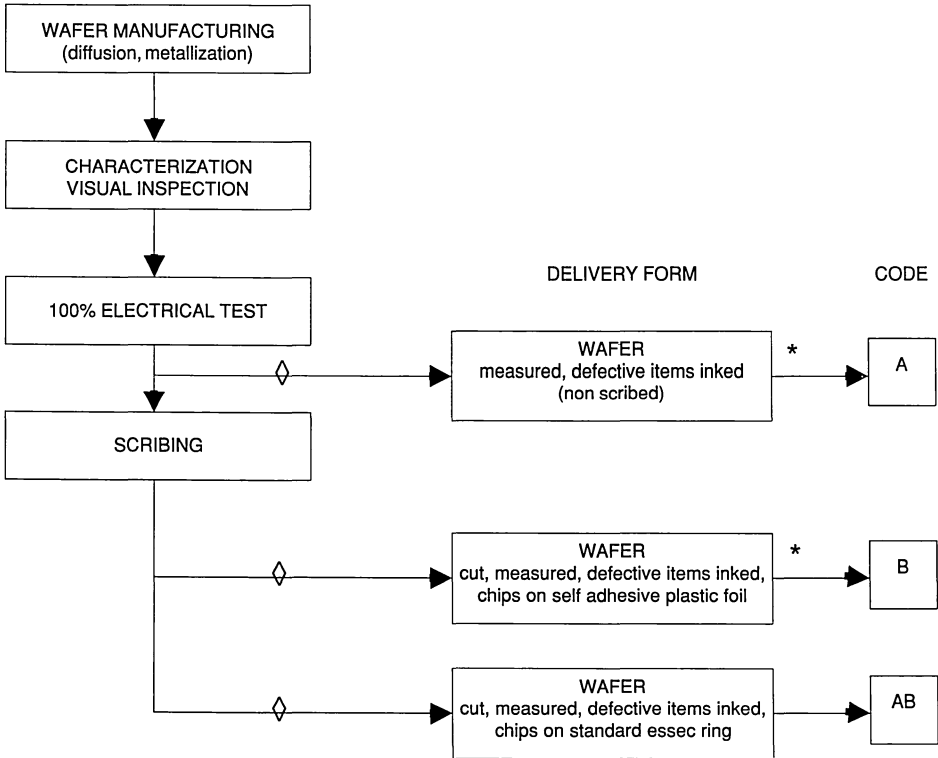 WAFER MANUFACTURING
(diffusion, metallization)
CHARACTERIZATION
VISUAL INSPECTION
DELIVERY FORM
CODE
100% ELECTRICAL TEST
WAFER
measured, defective items inked
(non scribed)
*
A
SCRIBING
WAFER
cut, measured, defective items inked,
chips on self adhesive plastic foil
*
B
WAFER
cut, measured, defective items inked,
chips on standard essec ring
AB